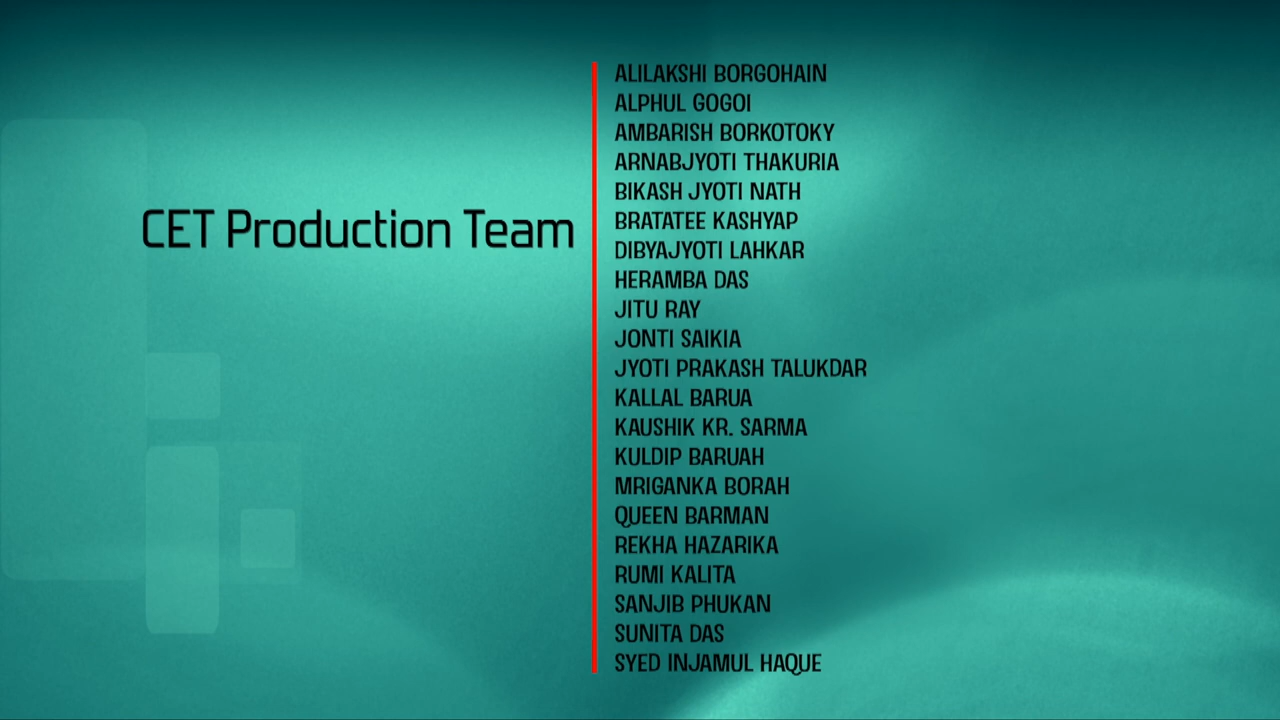 CET Production Team
ALILAKSHI BORGOHAIN
ALPHUL GOGOI
AMBARISH BORKOTOKY
ARNABJYOTI THAKURIA
BIKASH JYOTI NATH
BRATATEE KASHYAP
DIBYAJYOTI LAHKAR
HERAMBA DAS
JITU RAY
JONTI SAIKIA
JYOTI PRAKASH TALUKDAR
KALLAL BARUA
KAUSHIK KR. SARMA
KULDIP BARUAH
MRIGANKA BORAH
QUEEN BARMAN
REKHA HAZARIKA
RUMI KALITA
SANJIB PHUKAN
SUNITA DAS
SYED INJAMUL HAQUE